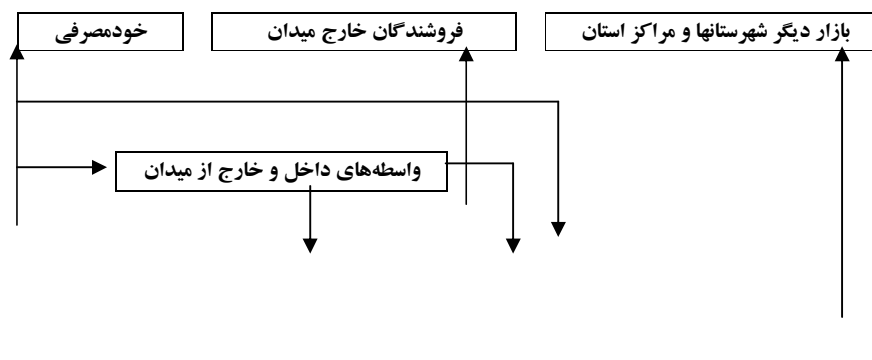 بازار دیگر شهرستانها و مراکز استان
فروشندگان خارج میدان
خودمصرفی
واسطه‌های داخل و خارج از میدان